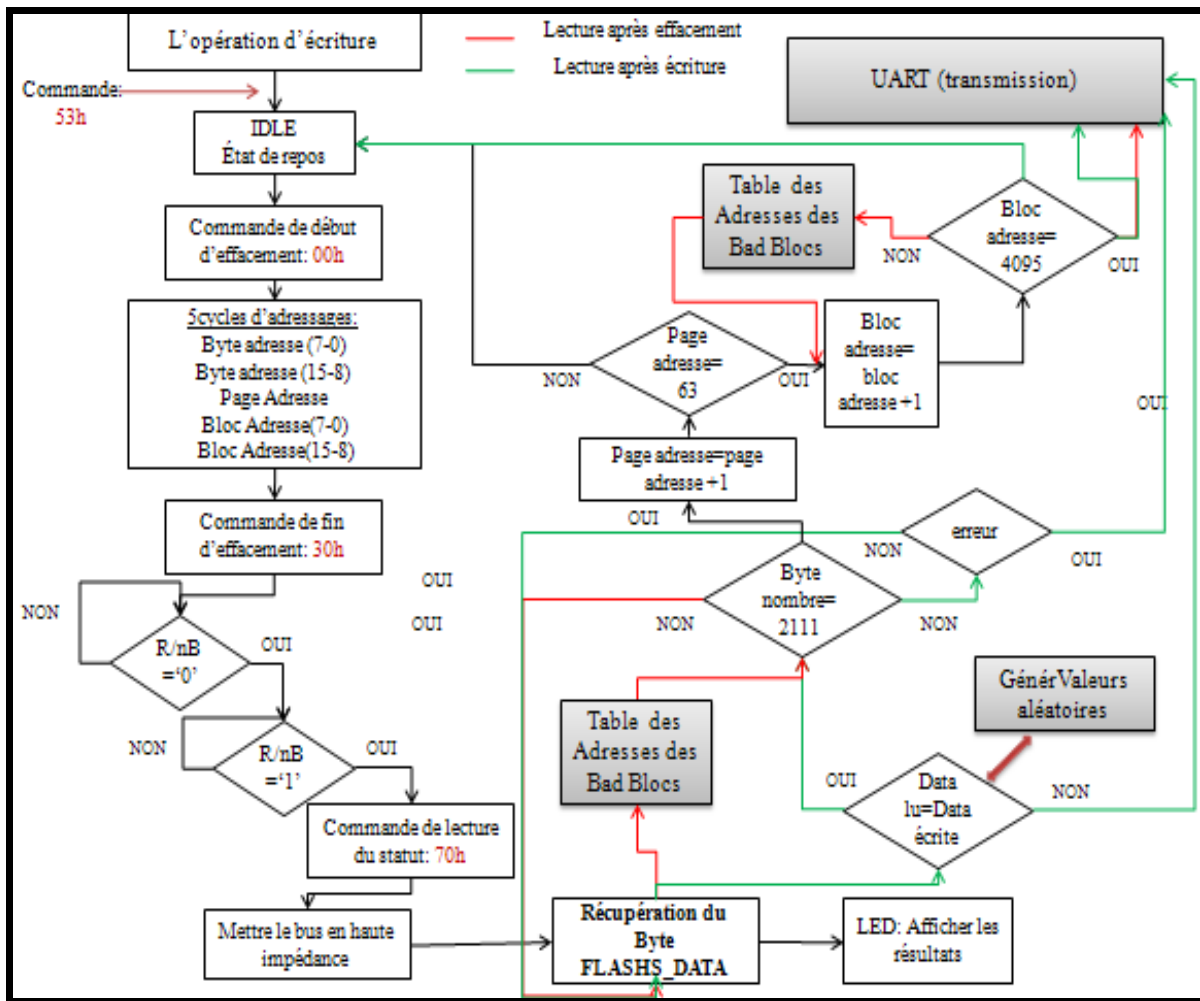 L'opération d'écriture
Lecture après effacement
Lecture après écriture
UART (transmission)
Commande:
53h
IDLE
État de repos
Table des
Adresses des
Bad Blocs
Bloc
adresse=
4095
NON
OUI
Commande de début
d'effacement: 00h
5cycles d'adressages:
Byte adresse (7-0)
Byte adresse (15-8)
Page Adresse
Bloc Adresse(7-0)
Bloc Adresse(15-8)
Page
adresse=
63
NON
OUI
Bloc
adresse=
bloc
adresse +1
OUI
Page adresse=page
adresse +1
OUI
Commande de fin
d'effacement: 30h
erreur
NON
OUI
OUI
OUI
Byte
nombre=
2111
NON
NON
NON
R/nB
='0'
OUI
NON
R/nB
='1'
OUI
GénérValeurs
aléatoires
Table des
Adresses des
Bad Blocs
OUI
Data
lu=Data
écrite
NON
Commande de lecture
du statut: 70h
Mettre le bus en haute
impédance
Récupération du
Byte
FLASHS_DATA
LED: Afficher les
résultats